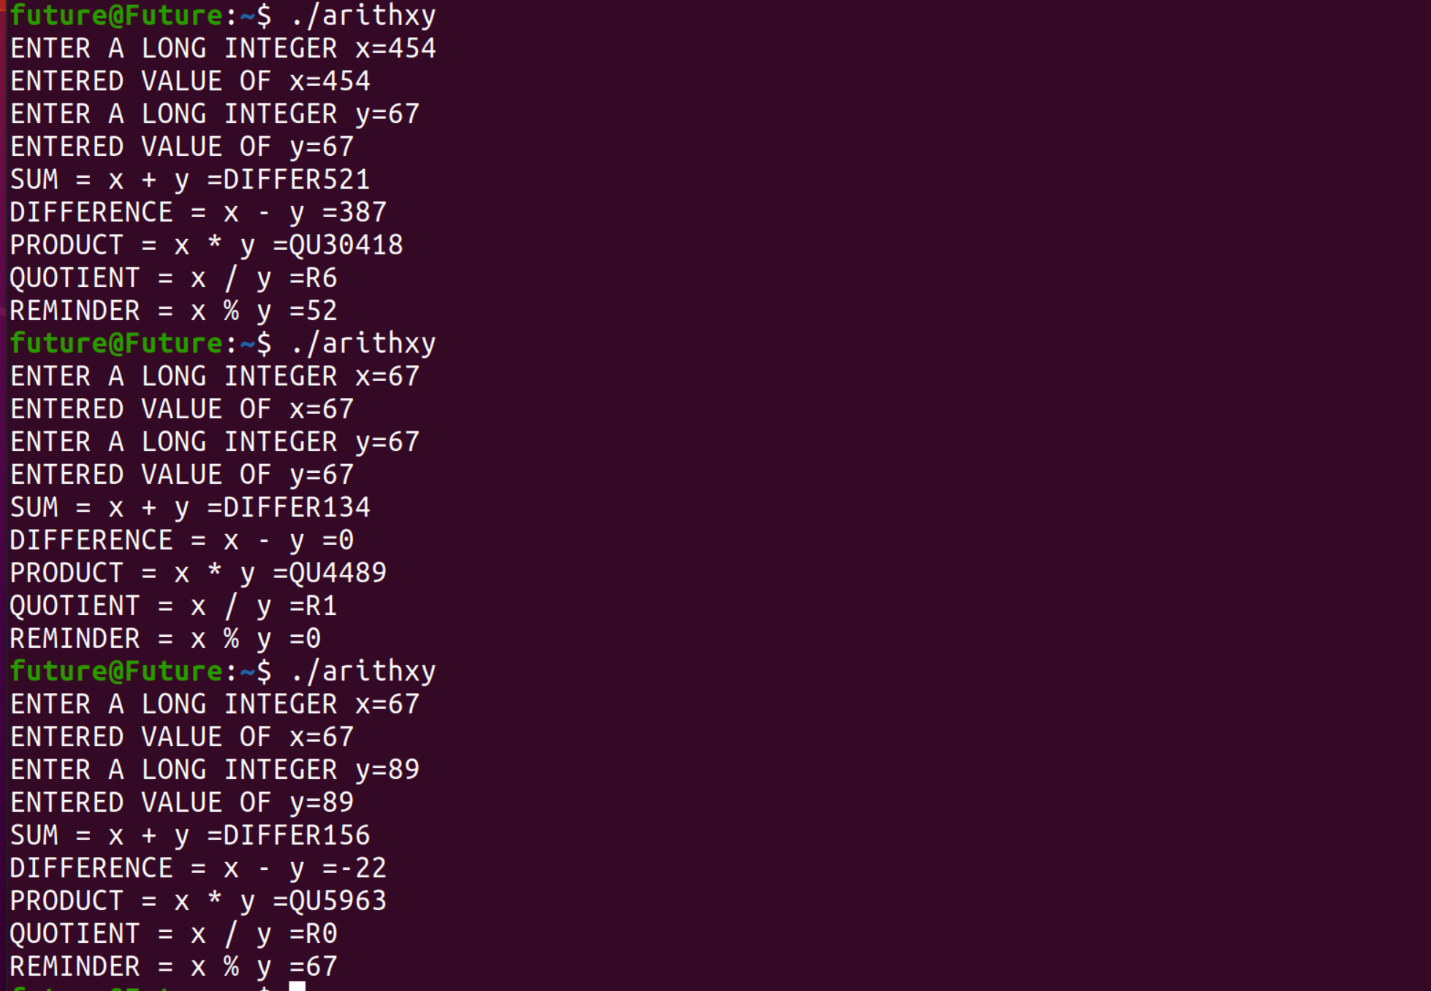 future@Future:~$ ./arithxy
ENTER A LONG INTEGER x=454
ENTERED VALUE OF x=454
ENTER A LONG INTEGER y=67
ENTERED VALUE OF y=67
SUM = x + y =DIFFER521
DIFFERENCE = x - y =387
PRODUCT = x * y =QU30418
QUOTIENT = x / y =R6
REMINDER = x % y =52
future@Future:~$ ./arithxy
ENTER A LONG INTEGER x=67
ENTERED VALUE OF x=67
ENTER A LONG INTEGER y=67
ENTERED VALUE OF y=67
SUM = x + y =DIFFER134
DIFFERENCE = x - y =0
PRODUCT = x * y =QU4489
QUOTIENT = x / y =R1
REMINDER = x % y =0
future@Future:~$ ./arithxy
ENTER A LONG INTEGER x=67
ENTERED VALUE OF x=67
ENTER A LONG INTEGER y=89
ENTERED VALUE OF y=89
SUM = x + y =DIFFER156
DIFFERENCE = x - y =-22
PRODUCT = x * y =QU5963
QUOTIENT = x / y =R0
REMINDER = x % y =67